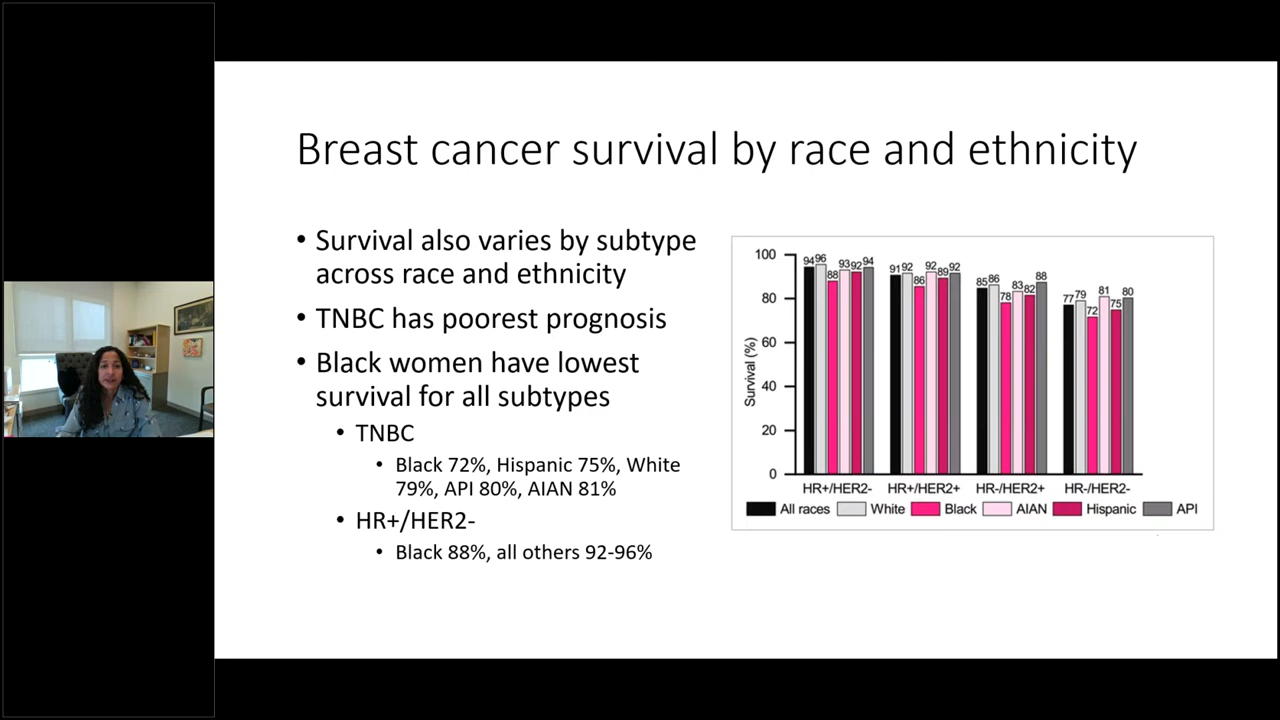 Breast cancer survival by race and ethnicity
• Survival also varies by subtype
across race and ethnicity
• TNBC has poorest prognosis
• Black women have lowest
survival for all subtypes
• TNBC
• Black 72%, Hispanic 75%, White
79%, API 80%, AIAN 81%
• HR+/HER2-
• Black 88%, all others 92-96%
Survival (%)
100
80
60
40
20
0
94 96 88 93 92 94
91 92 86 92 89 92
85 86 78 83 82 88
77 79 72 81 75 80
HR+/HER2- HR+/HER2+ HR-/HER2+ HR-/HER2-
All races White Black AIAN Hispanic API